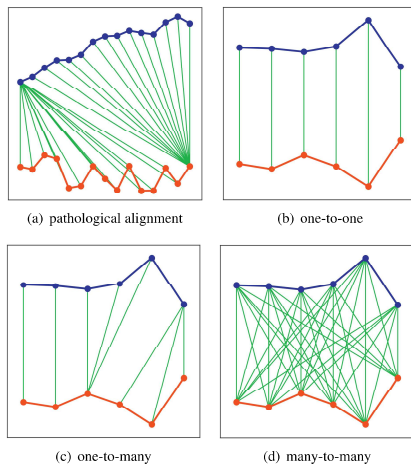 (a) pathological alignment
(b) one-to-one
(c) one-to-many
(d) many-to-many